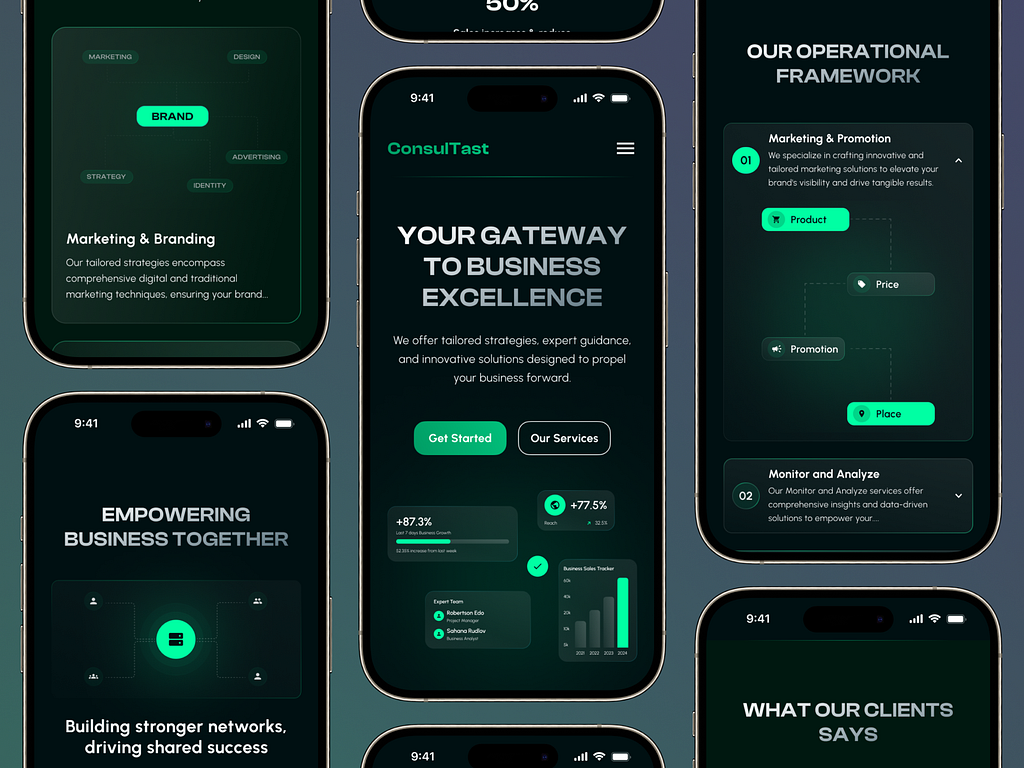 MARKETING
DESIGN
BRAND
ADVERTISING
STRATEGY
IDENTITY
Marketing & Branding
Our tailored strategies encompass
comprehensive digital and traditional
marketing techniques, ensuring your brand...
9:41
EMPOWERING
BUSINESS TOGETHER
Building stronger networks,
driving shared success
50%
Sales increases & reduce
9:41
ConsulTast
YOUR GATEWAY
TO BUSINESS
EXCELLENCE
We offer tailored strategies, expert guidance,
and innovative solutions designed to propel
your business forward.
Get Started
Our Services
+87.3%
Last 7 days Business Growth
52.35% increase from last week
+77.5%
Reach
32.5%
Expert Team
Robertson Edo
Project Manager
Sahana Rudlov
Business Analyst
Business Sales Tracker
60k
40k
20k
10k
5k
2021 2022 2023 2024
9:41
OUR OPERATIONAL
FRAMEWORK
01
Marketing & Promotion
We specialize in crafting innovative and
tailored marketing solutions to elevate your
brand's visibility and drive tangible results.
Product
Price
Promotion
Place
02
Monitor and Analyze
Our Monitor and Analyze services offer
comprehensive insights and data-driven
solutions to empower your...
9:41
WHAT OUR CLIENTS
SAYS